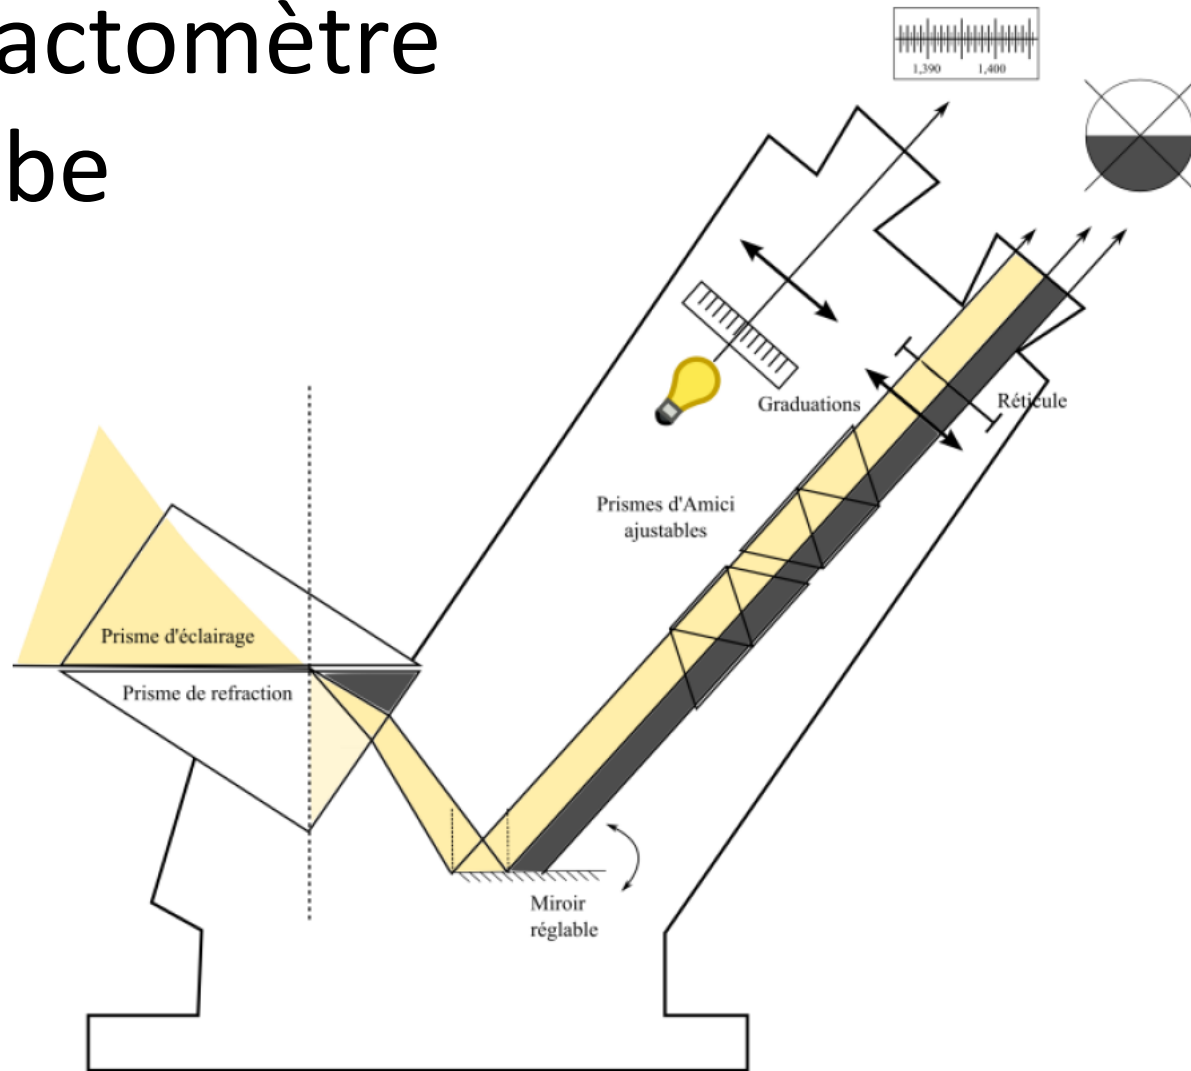 actomètre
be
1,390 1,400
Graduations
Réticule
Prismes d'Amici
ajustables
Prisme d'éclairage
Prisme de refraction
Miroir
réglable